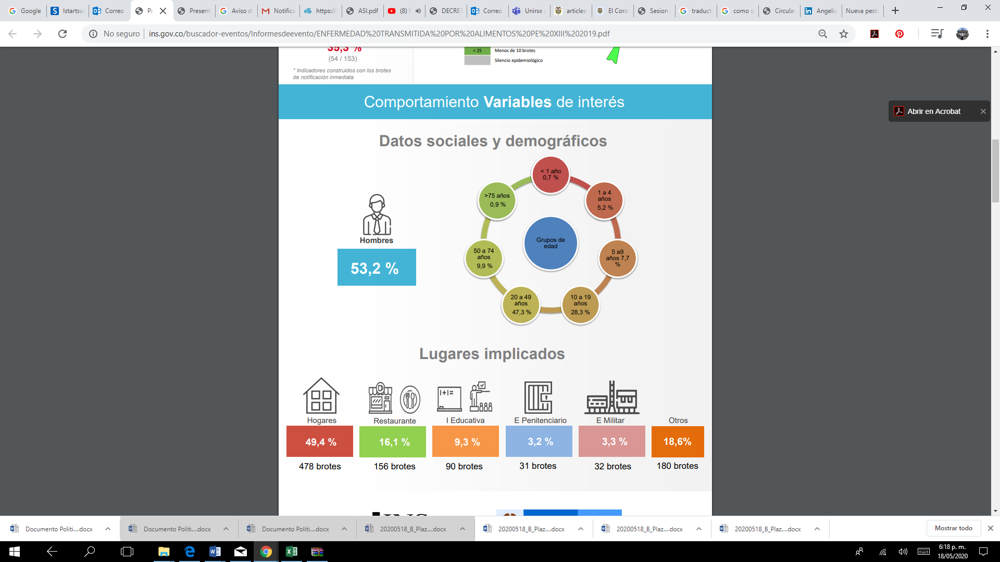 Google
Istartsu
Correo
Pr
Present
Aviso de
Notifica
https://
ASI.pdf
(8)
DECRET
Correo
Unirse a
articles-
El Coro
Sesion
traduct
como s
Circular
Angelic
Nueva pesta
No seguro
ins.gov.co/buscador-eventos/Informesdeevento/ENFERMEDAD%20TRANSMITIDA%20POR%20ALIMENTOS%20PE%20XIII%202019.pdf
35,3 %
(54 / 153)
* Indicadores construidos con los brotes
de notificación inmediata
< 25
Menos de 10 brotes
Silencio epidemiológico
Comportamiento Variables de interés
Abrir en Acrobat
Datos sociales y demográficos
Hombres
53,2 %
< 1 año
0,7 %
1 a 4
años
5,2 %
5 a9
años 7,7
%
10 a 19
años
28,3 %
20 a 49
años
47,3 %
50 a 74
años
9,9 %
>75 años
0,9 %
Grupos de
edad
Lugares implicados
Hogares
Restaurante
I Educativa
E Penitenciario
E Militar
Otros
49,4 %
16,1 %
9,3 %
3,2 %
3,3 %
18,6%
478 brotes
156 brotes
90 brotes
31 brotes
32 brotes
180 brotes
Documento Politi....docx
Documento Politi....docx
Documento Politi....docx
20200518_B_Plaz....docx
20200518_B_Plaz....docx
20200518_B_Plaz....docx
20200518_B_Plaz....docx
Mostrar todo
6:18 p. m.
18/05/2020